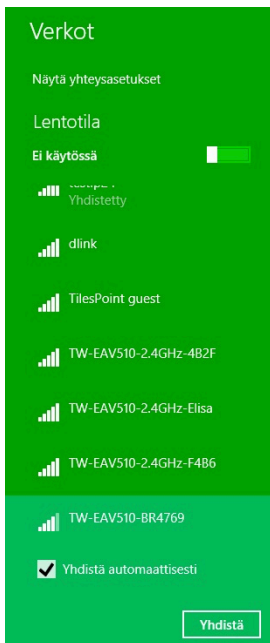 Verkot
Näytä yhteysasetukset
Lentotila
Ei käytössä
Yhdistetty
dlink
TilesPoint guest
TW-EAV510-2.4GHz-4B2F
TW-EAV510-2.4GHz-Elisa
TW-EAV510-2.4GHz-F4B6
TW-EAV510-BR4769
Yhdistä automaattisesti
Yhdistä